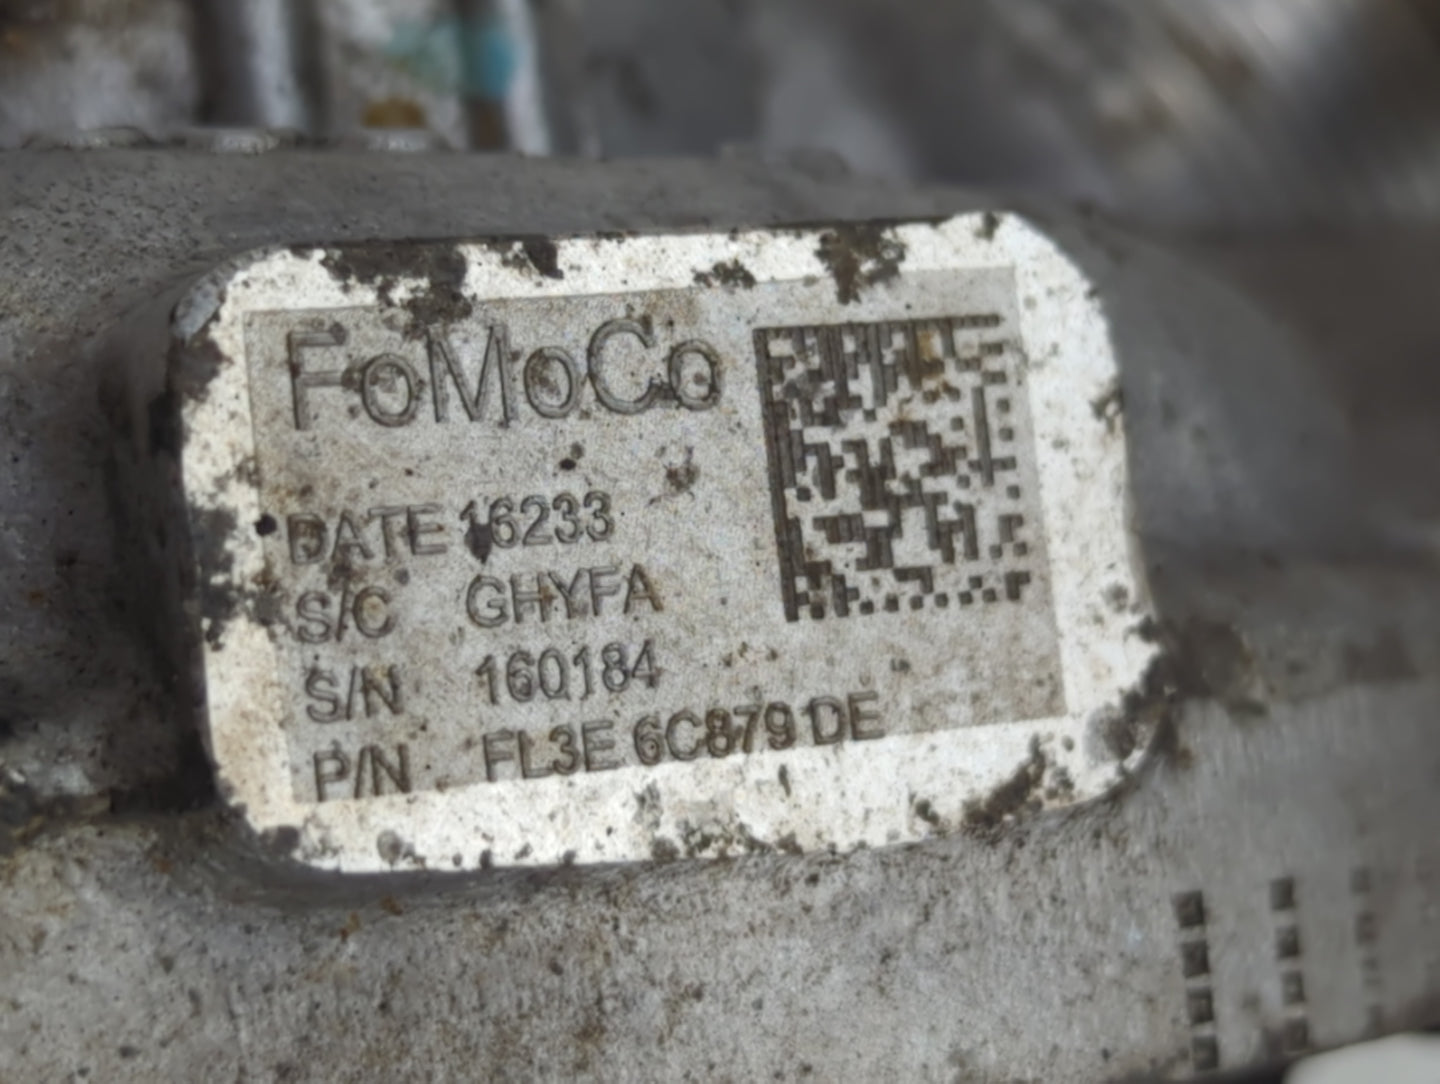 FoMoCo
DATE 16233
S/C GHYFA
S/N 160184
P/N FL3E 6C879 DE